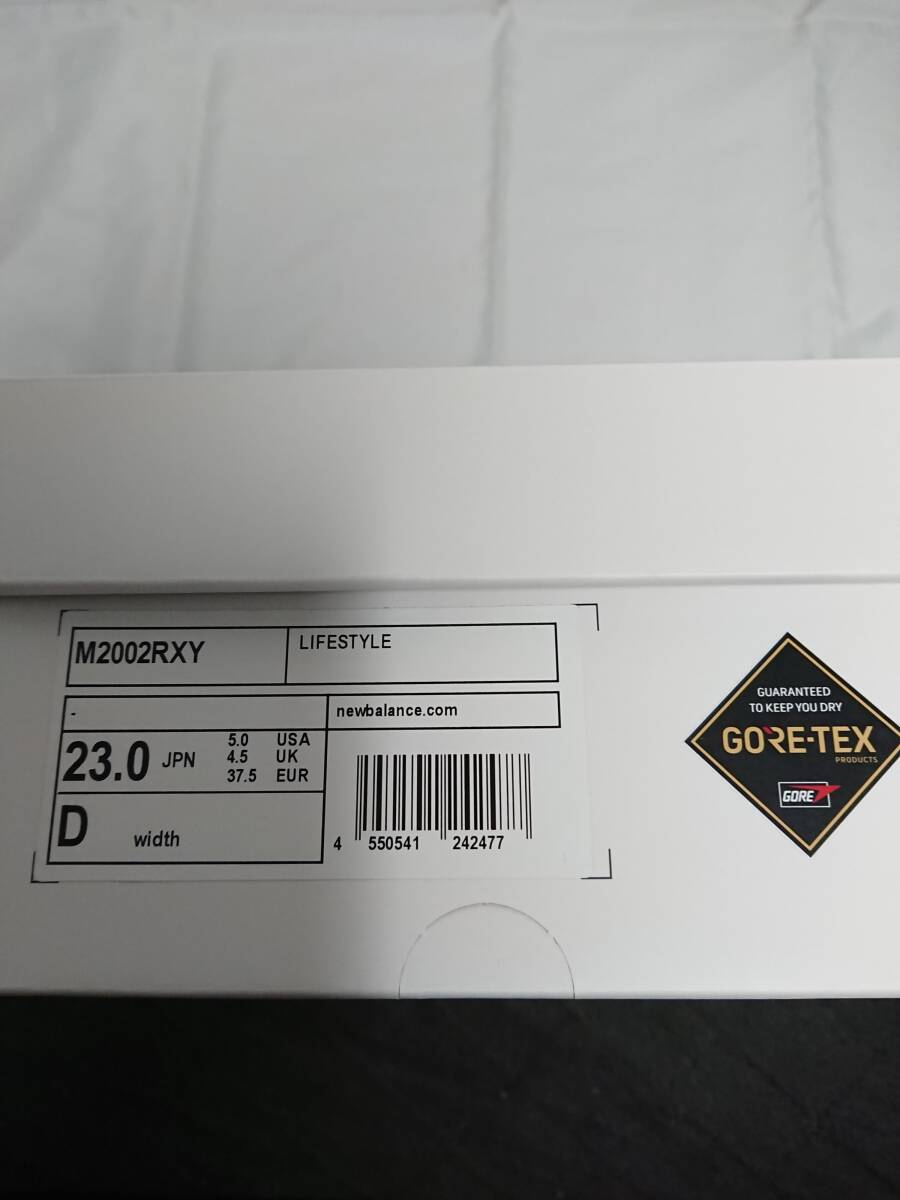 M2002RXY
LIFESTYLE
-
newbalance.com
23.0 JPN
5.0 USA
4.5 UK
37.5 EUR
D width
4 550541 242477
GUARANTEED
TO KEEP YOU DRY
GORE-TEX
PRODUCTS
GORE